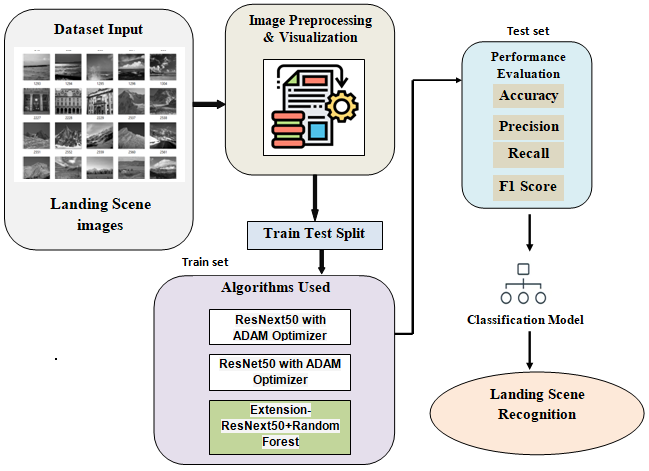 Dataset Input
Landing Scene
images
Image Preprocessing
& Visualization
Train Test Split
Train set
Algorithms Used
ResNext50 with
ADAM Optimizer
ResNet50 with ADAM
Optimizer
Extension-
ResNext50+Random
Forest
Test set
Performance
Evaluation
Accuracy
Precision
Recall
F1 Score
Classification Model
Landing Scene
Recognition
.